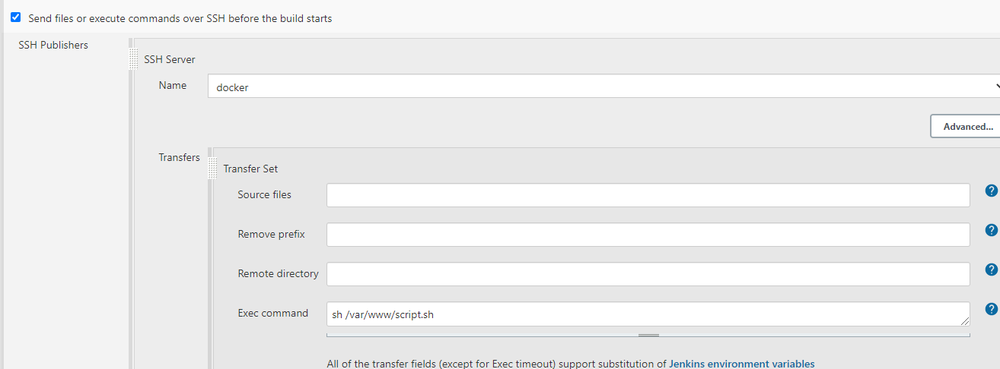 Send files or execute commands over SSH before the build starts
SSH Publishers
SSH Server
Name
docker
Advanced...
Transfers
Transfer Set
Source files
?
Remove prefix
?
Remote directory
?
Exec command
sh /var/www/script.sh
?
All of the transfer fields (except for Exec timeout) support substitution of Jenkins environment variables